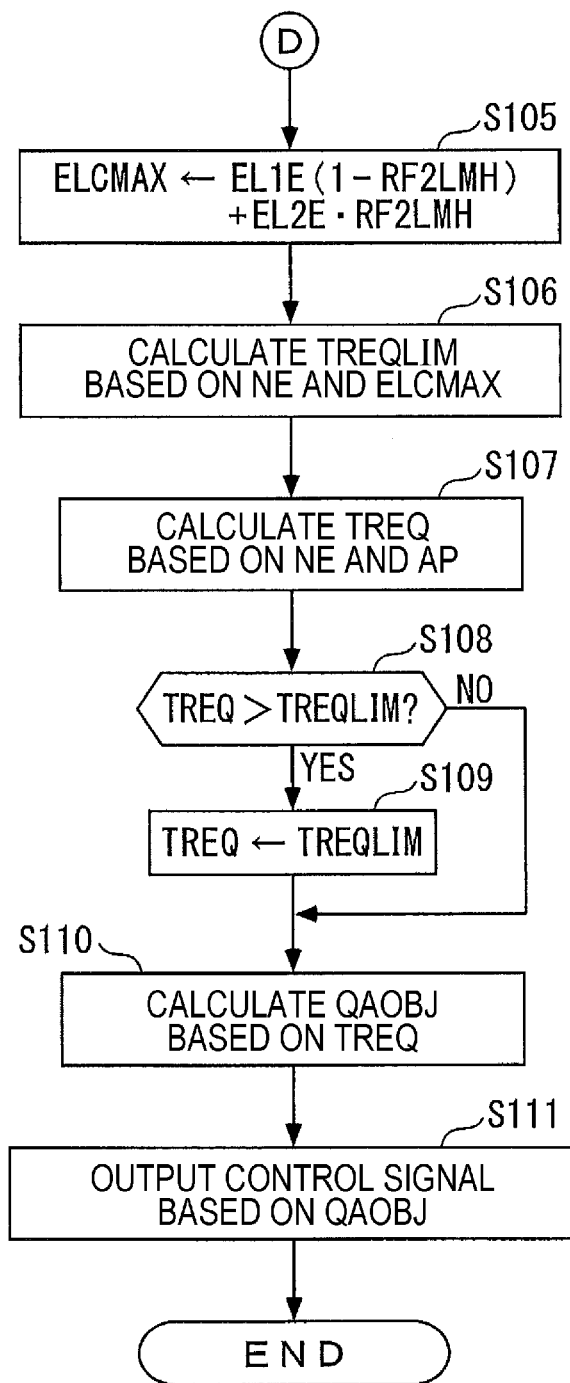 D
S105
ELCMAX ← EL1E(1-RF2LMH)
+EL2E·RF2LMH
S106
CALCULATE TREQLIM
BASED ON NE AND ELCMAX
S107
CALCULATE TREQ
BASED ON NE AND AP
S108
TREQ > TREQLIM?
NO
YES
S109
TREQ ← TREQLIM
S110
CALCULATE QAOBJ
BASED ON TREQ
S111
OUTPUT CONTROL SIGNAL
BASED ON QAOBJ
END